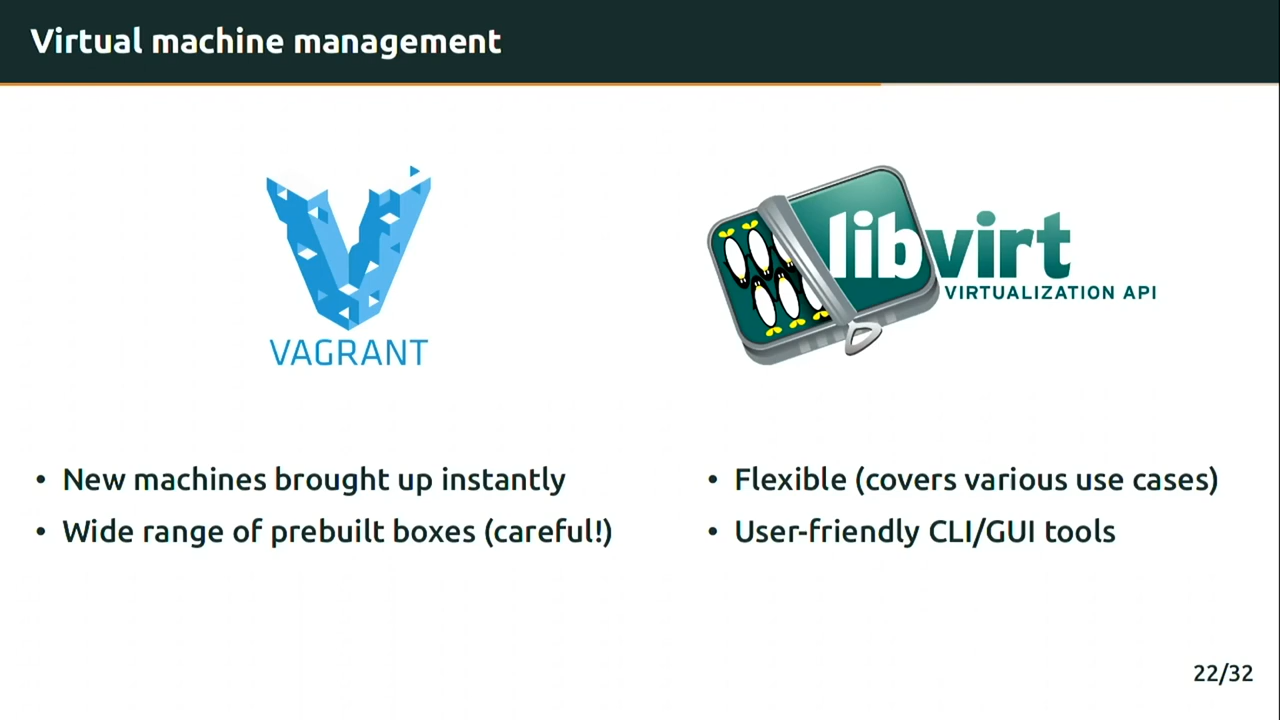 Virtual machine management
VAGRANT
libvirt
VIRTUALIZATION API
• New machines brought up instantly
• Wide range of prebuilt boxes (careful!)
• Flexible (covers various use cases)
• User-friendly CLI/GUI tools
22/32